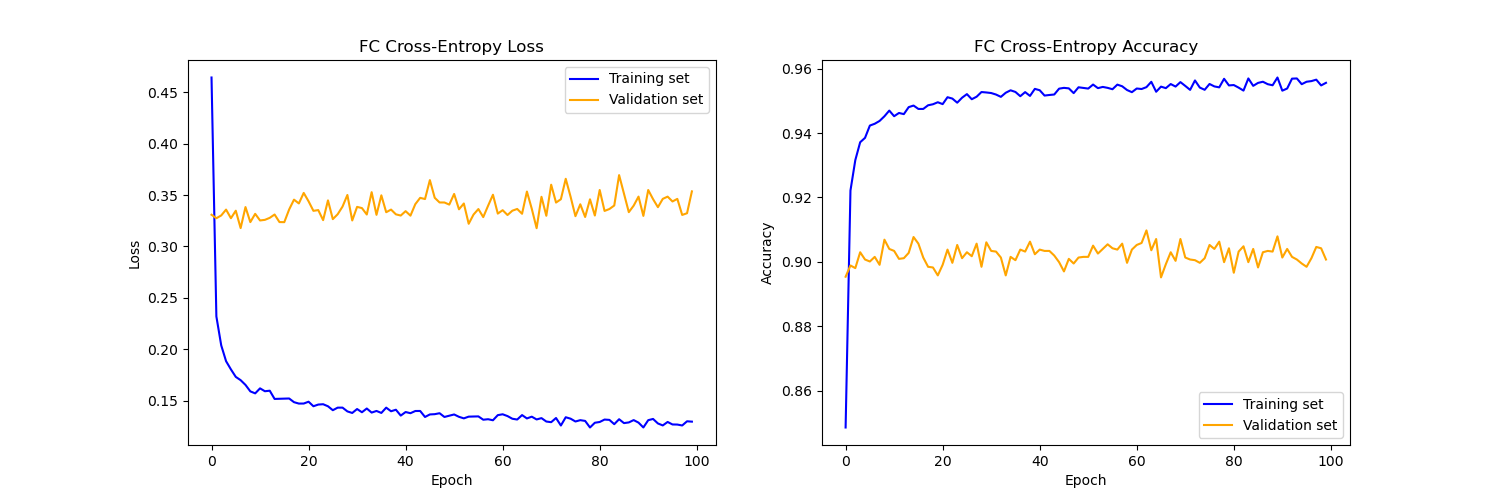 FC Cross-Entropy Loss
Training set
Validation set
0.45
0.40
0.35
0.30
0.25
0.20
0.15
Loss
0 20 40 60 80 100
Epoch
FC Cross-Entropy Accuracy
0.96
0.94
0.92
0.90
0.88
0.86
Accuracy
Training set
Validation set
0 20 40 60 80 100
Epoch